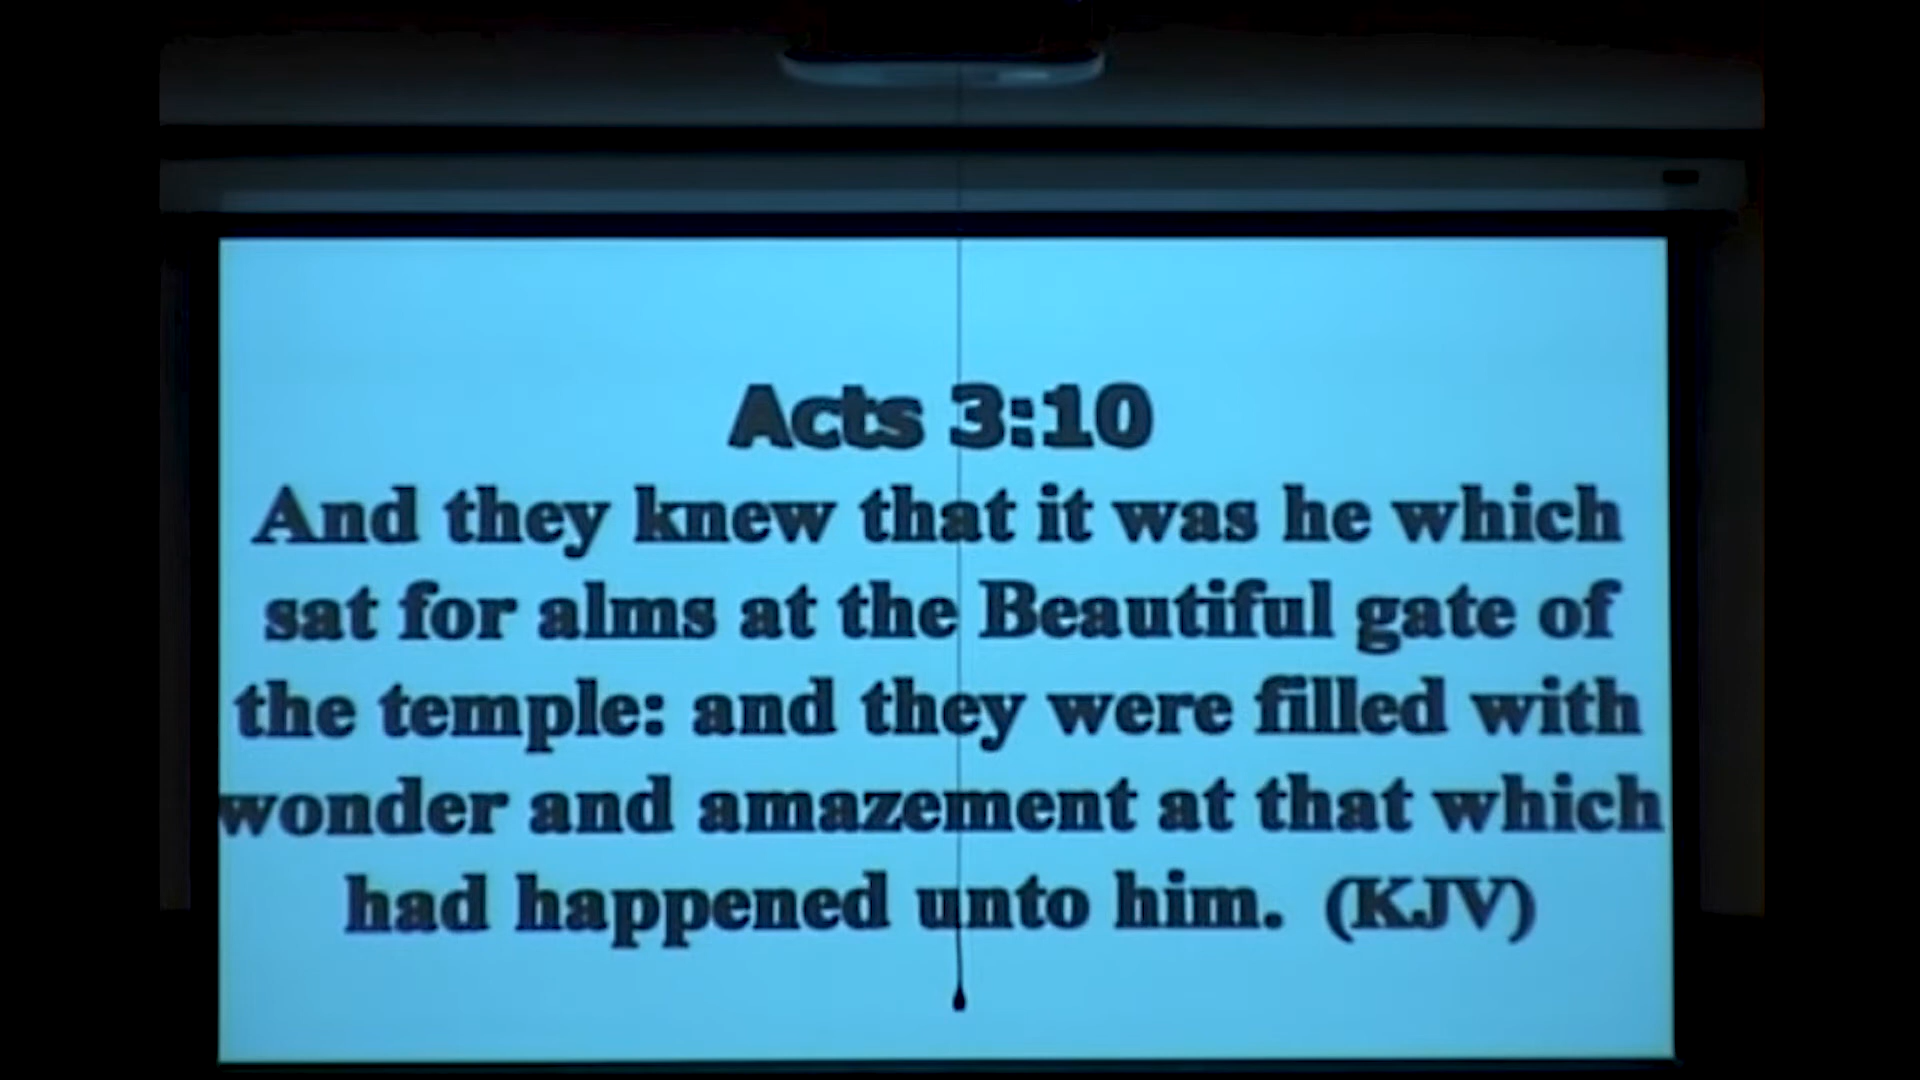 Acts 3:10
And they knew that it was he which
sat for alms at the Beautiful gate of
the temple: and they were filled with
wonder and amazement at that which
had happened unto him. (KJV)